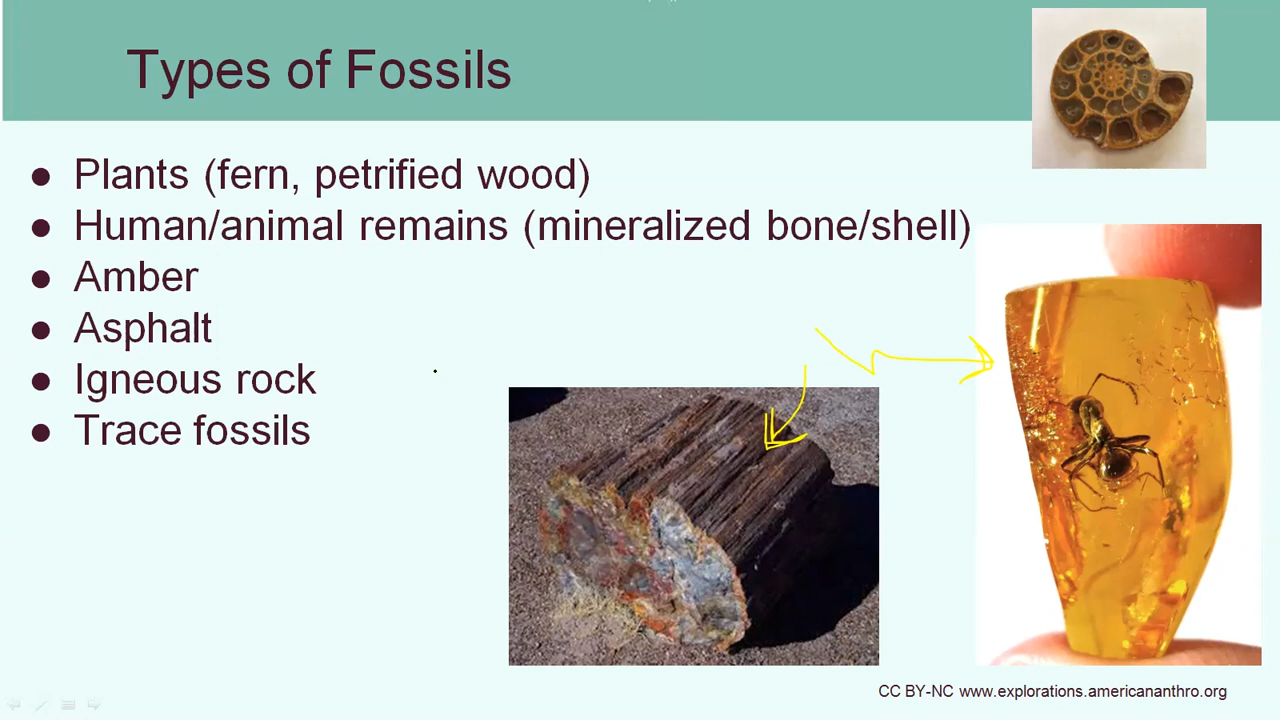 Types of Fossils
● Plants (fern, petrified wood)
● Human/animal remains (mineralized bone/shell)
● Amber
● Asphalt
● Igneous rock
● Trace fossils
CC BY-NC www.explorations.americananthro.org